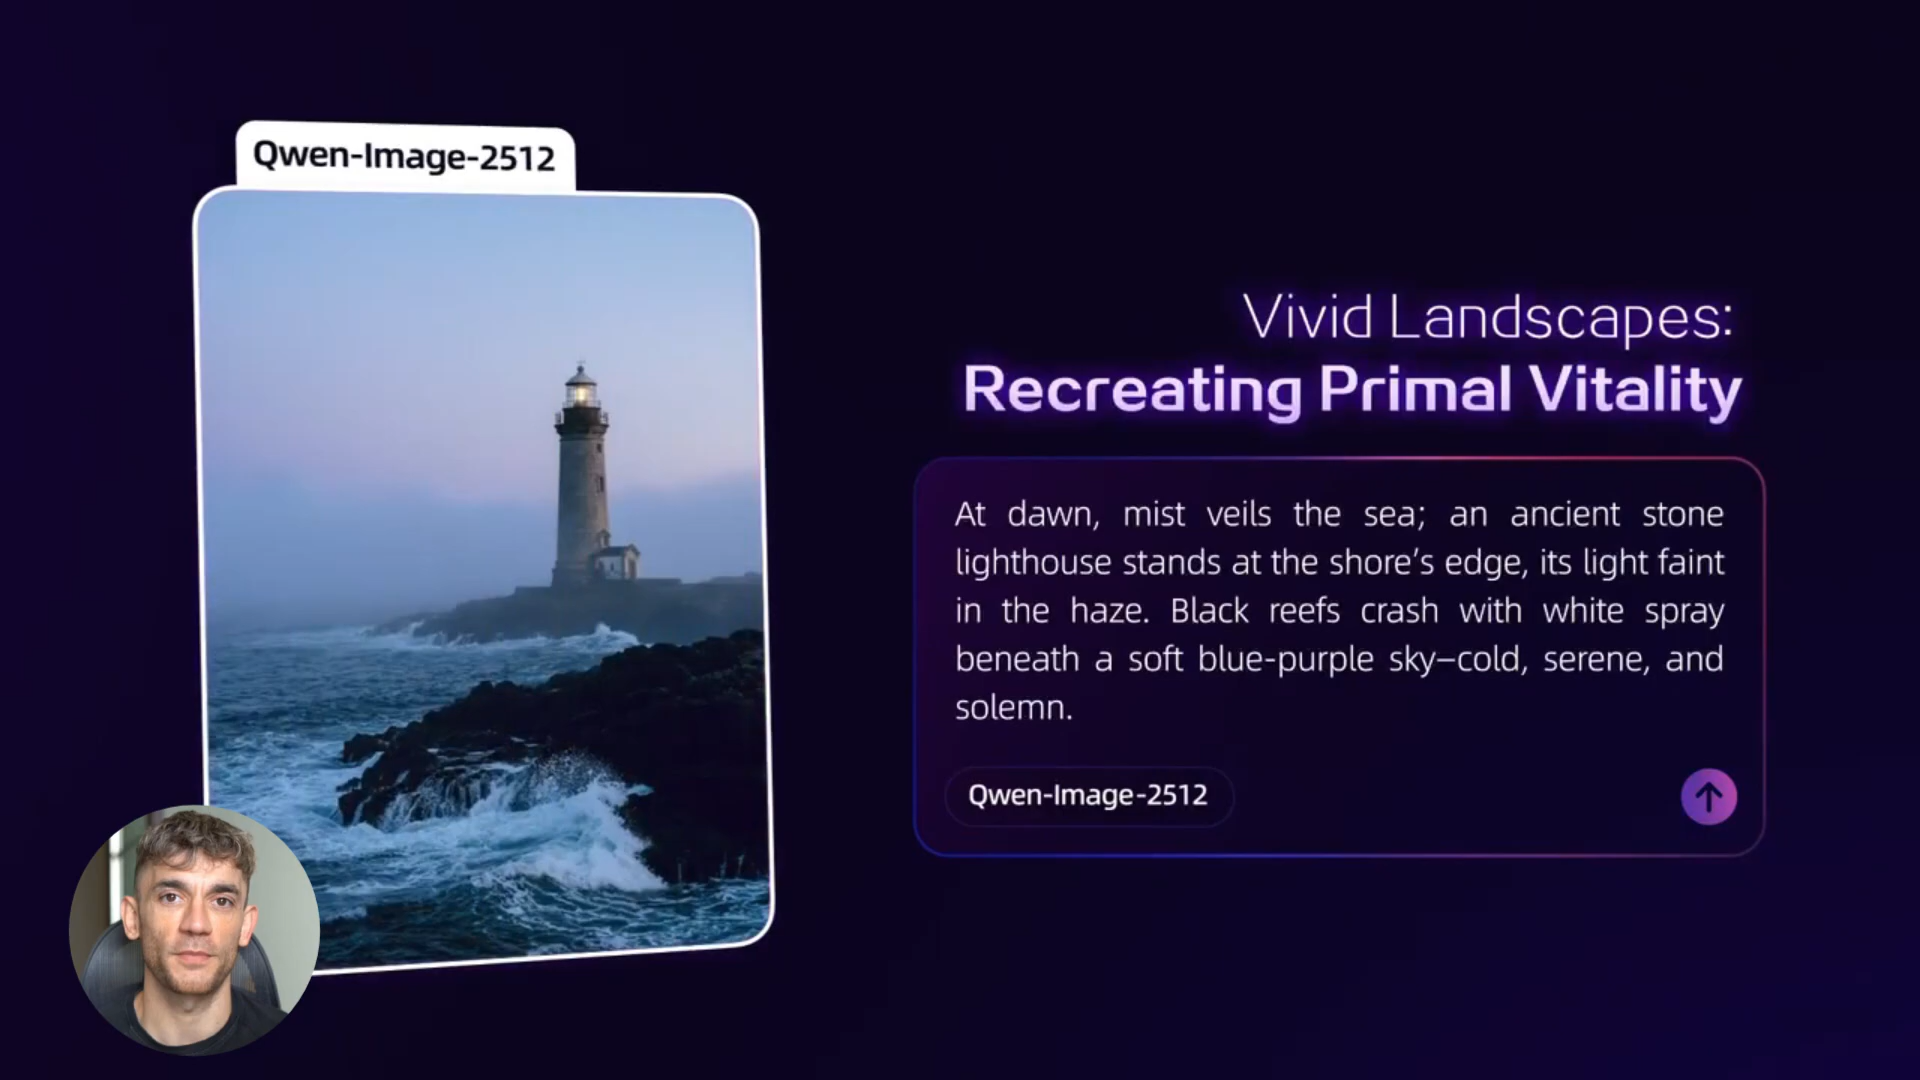 Qwen-Image-2512
Vivid Landscapes:
Recreating Primal Vitality
At dawn, mist veils the sea; an ancient stone
lighthouse stands at the shore’s edge, its light faint
in the haze. Black reefs crash with white spray
beneath a soft blue-purple sky—cold, serene, and
solemn.
Qwen-Image-2512